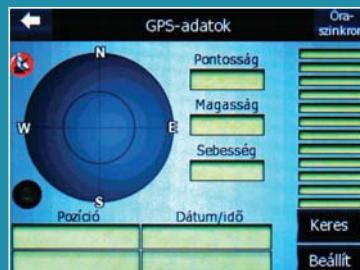 GPS-adatok
Óra-
szinkron
N
W
E
S
Pontosság
Magasság
Sebesség
Pozíció
Dátum/idő
Keres
Beállít